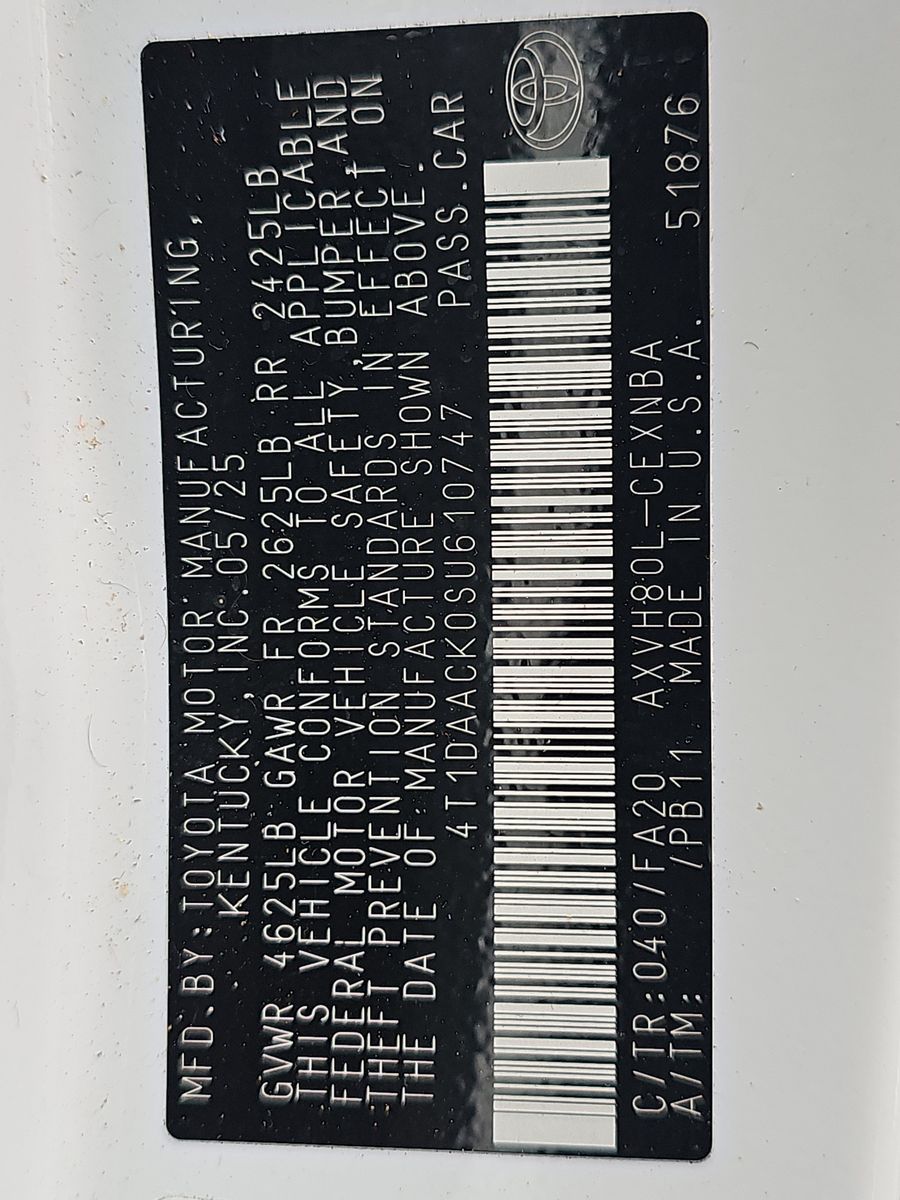 MFD.BY:TOYOTA MOTOR MANUFACTURING,
KENTUCKY, INC.05/25
GVWR 4625LB GAWR FR 2625LB RR 2425LB
THIS VEHICLE CONFORMS TO ALL APPLICABLE
FEDERAL MOTOR VEHICLE SAFETY,BUMPER,AND
THEFT PREVENTION STANDARDS IN EFFECT ON
THE DATE OF MANUFACTURE SHOWN ABOVE.
4T1DAACK0SU610747 PASS.CAR
C/TR:040/FA20 AXVH80L-CEXNBA
A/TM: /PB11 MADE IN U.S.A. 51876